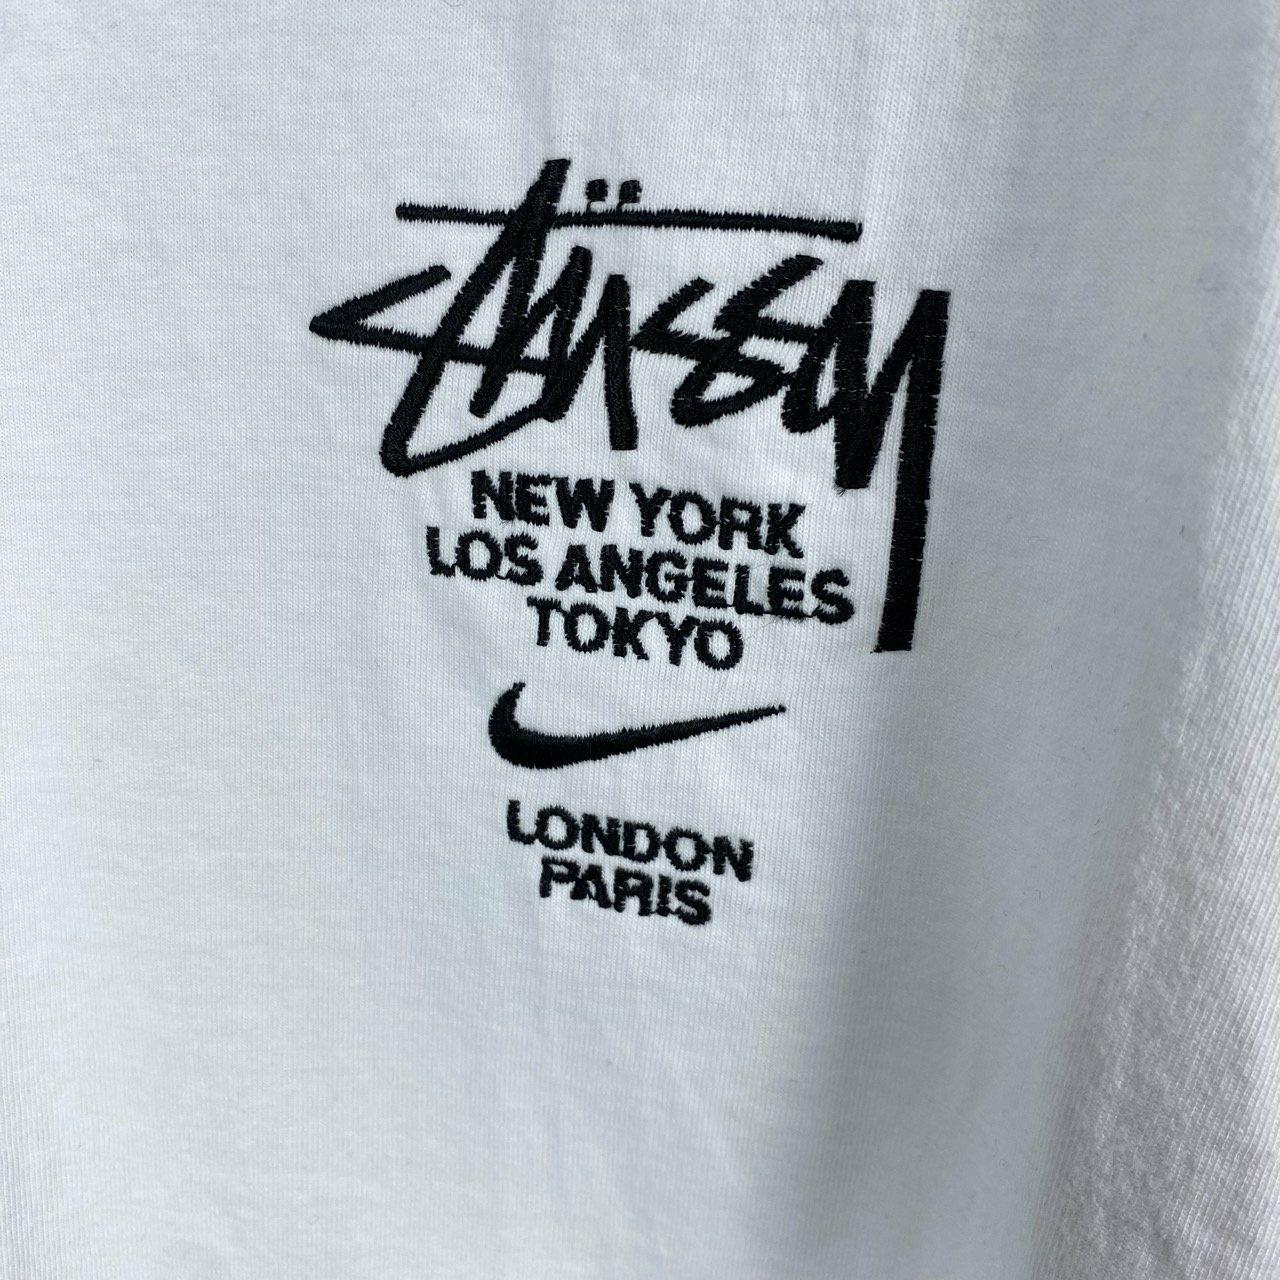 Stüssy
NEW YORK
LOS ANGELES
TOKYO
LONDON
PARIS